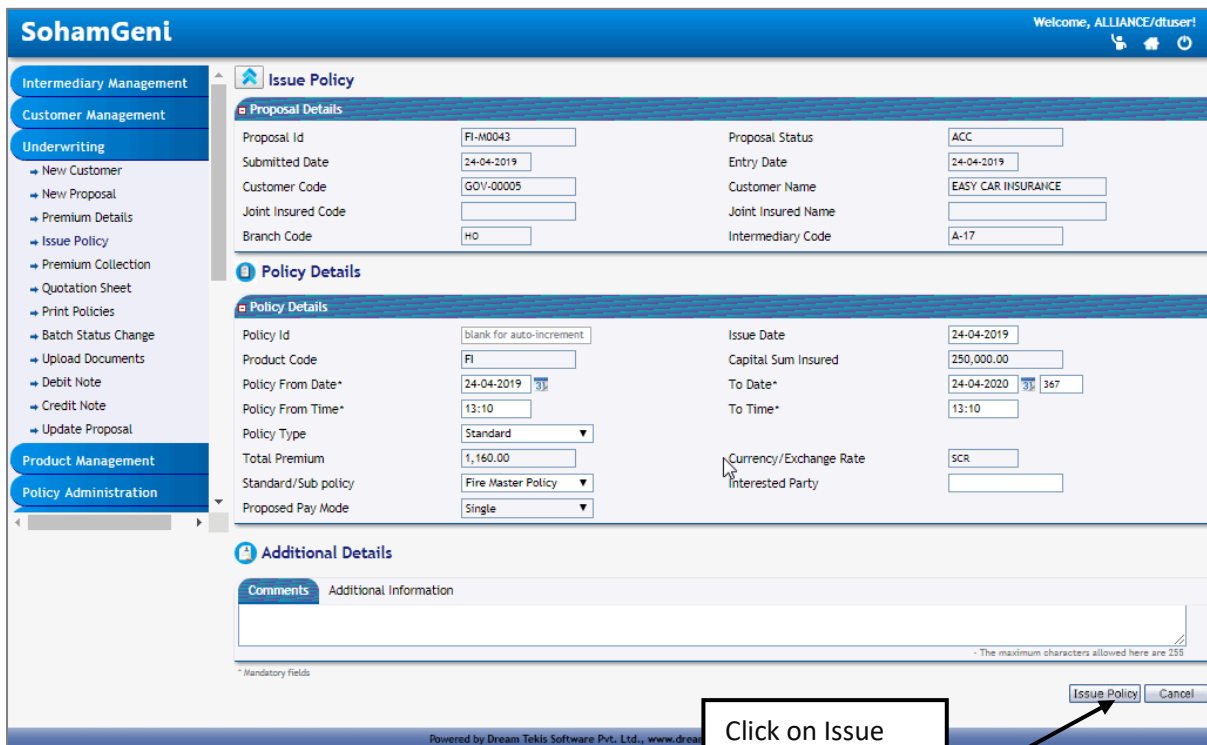 SohamGeni
Welcome, ALLIANCE/dtuser!
Intermediary Management
Customer Management
Underwriting
New Customer
New Proposal
Premium Details
Issue Policy
Premium Collection
Quotation Sheet
Print Policies
Batch Status Change
Upload Documents
Debit Note
Credit Note
Update Proposal
Product Management
Policy Administration
Issue Policy
Proposal Details
Proposal Id FI-M0043 Proposal Status ACC
Submitted Date 24-04-2019 Entry Date 24-04-2019
Customer Code GOV-00005 Customer Name EASY CAR INSURANCE
Joint Insured Code Joint Insured Name
Branch Code HO Intermediary Code A-17
Policy Details
Policy Details
Policy Id blank for auto-increment Issue Date 24-04-2019
Product Code FI Capital Sum Insured 250,000.00
Policy From Date* 24-04-2019 31 To Date* 24-04-2020 31 367
Policy From Time* 13:10 To Time* 13:10
Policy Type Standard
Total Premium 1,160.00 Currency/Exchange Rate SCR
Standard/Sub policy Fire Master Policy Interested Party
Proposed Pay Mode Single
Additional Details
Comments Additional Information
- The maximum characters allowed here are 255
* Mandatory fields
Issue Policy Cancel
Powered by Dream Tekis Software Pvt. Ltd., www.drea
Click on Issue